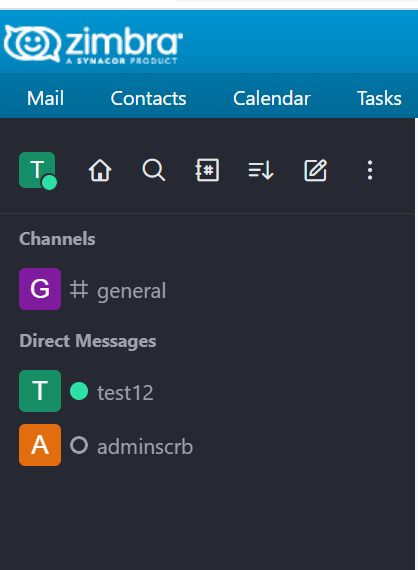 zimbra
A SYNACOR PRODUCT
Mail Contacts Calendar Tasks
T
Channels
G # general
Direct Messages
T test12
A adminscrb